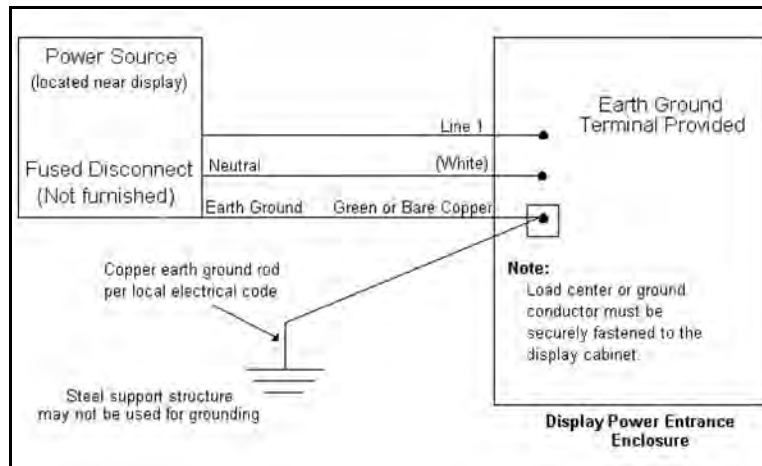 Power Source
(located near display)
Fused Disconnect
(Not furnished)
Line 1
Neutral
(White)
Earth Ground
Green or Bare Copper
Earth Ground
Terminal Provided
Copper earth ground rod
per local electrical code
Note:
Load center or ground
conductor must be
securely fastened to the
display cabinet.
Steel support structure
may not be used for grounding
Display Power Entrance
Enclosure